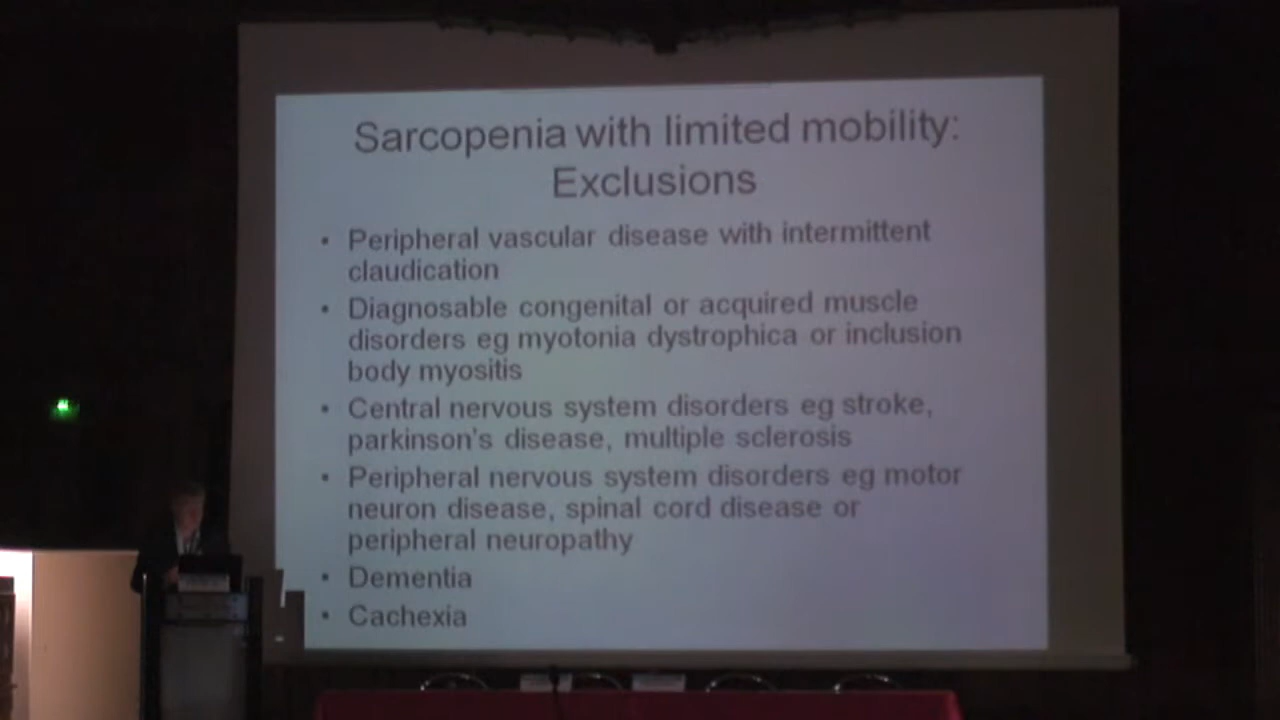 Sarcopenia with limited mobility:
Exclusions
• Peripheral vascular disease with intermittent
claudication
• Diagnosable congenital or acquired muscle
disorders eg myotonia dystrophica or inclusion
body myositis
• Central nervous system disorders eg stroke,
parkinson's disease, multiple sclerosis
• Peripheral nervous system disorders eg motor
neuron disease, spinal cord disease or
peripheral neuropathy
• Dementia
• Cachexia